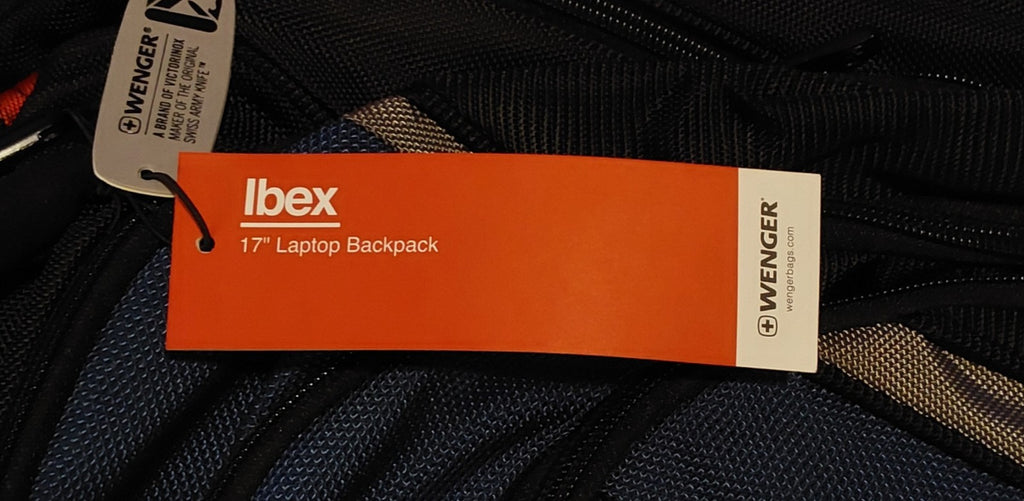 WENGER®
A BRAND OF VICTORINOX
MAKER OF THE ORIGINAL
SWISS ARMY KNIFE™
Ibex
17" Laptop Backpack
WENGER®
wengerbags.com